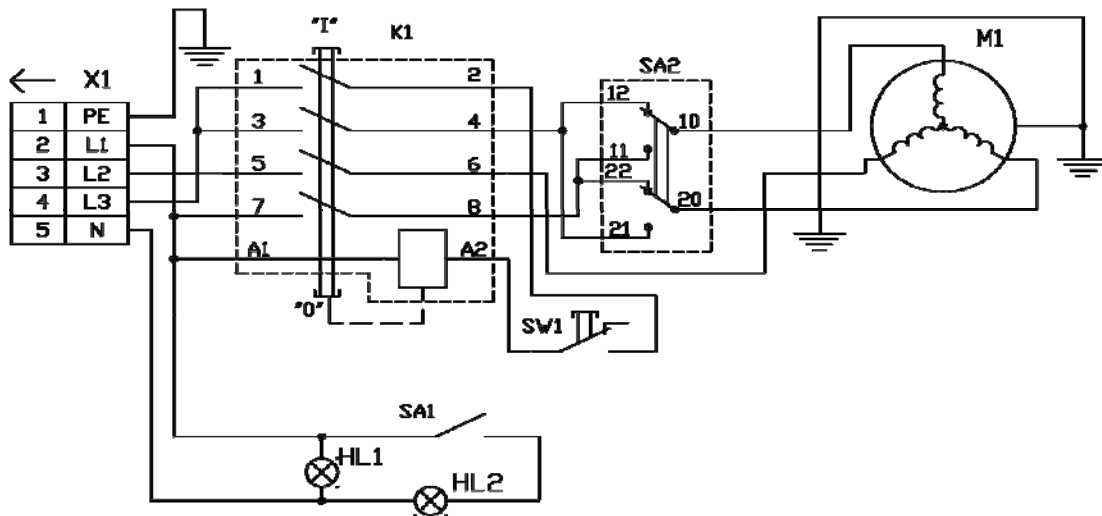 "I" K1
← X1
1 PE
2 L1
3 L2
4 L3
5 N
1 2
3 4
5 6
7 8
A1 A2
"0"
SA2
12
10
11
22
20
21
M1
SW1
SA1
HL1
HL2